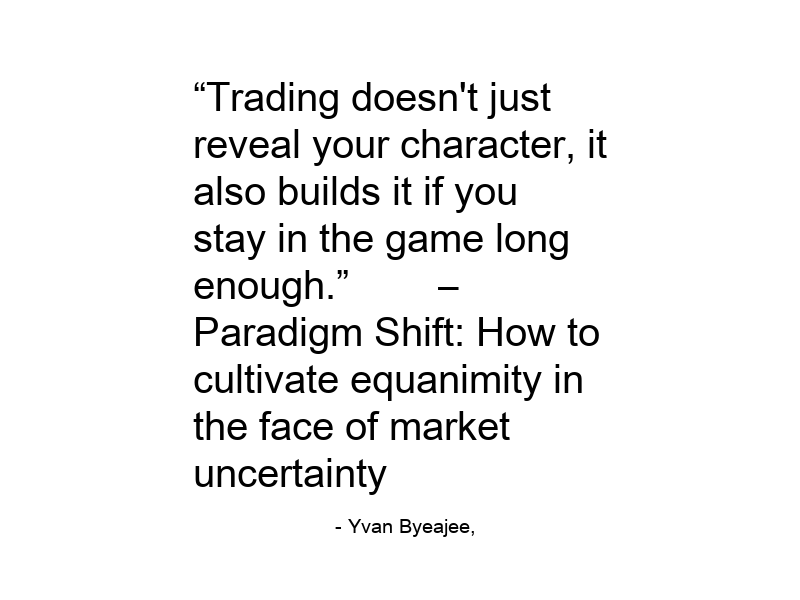 “Trading doesn't just
reveal your character, it
also builds it if you
stay in the game long
enough.” –
Paradigm Shift: How to
cultivate equanimity in
the face of market
uncertainty
- Yvan Byeajee,